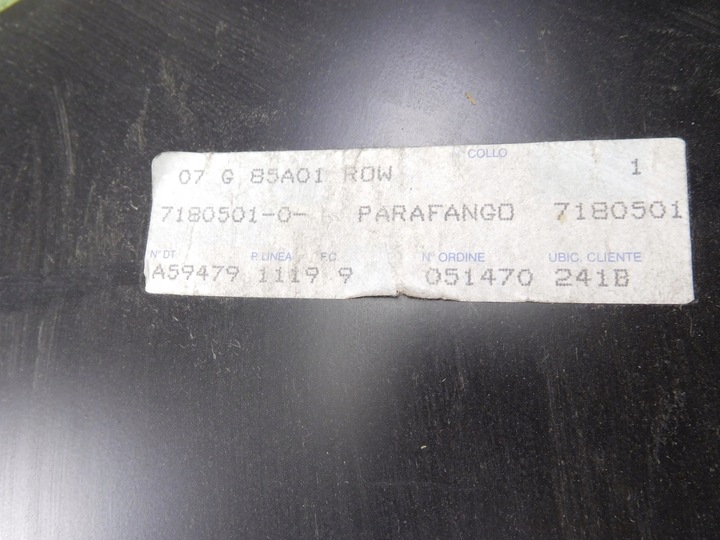 COLLO
07 G 85A01 ROW 1
7180501-0- PARAFANGO 7180501
N° DT P.LINEA F.C N° ORDINE UBIC. CLIENTE
A59479 1119 9 051470 241B